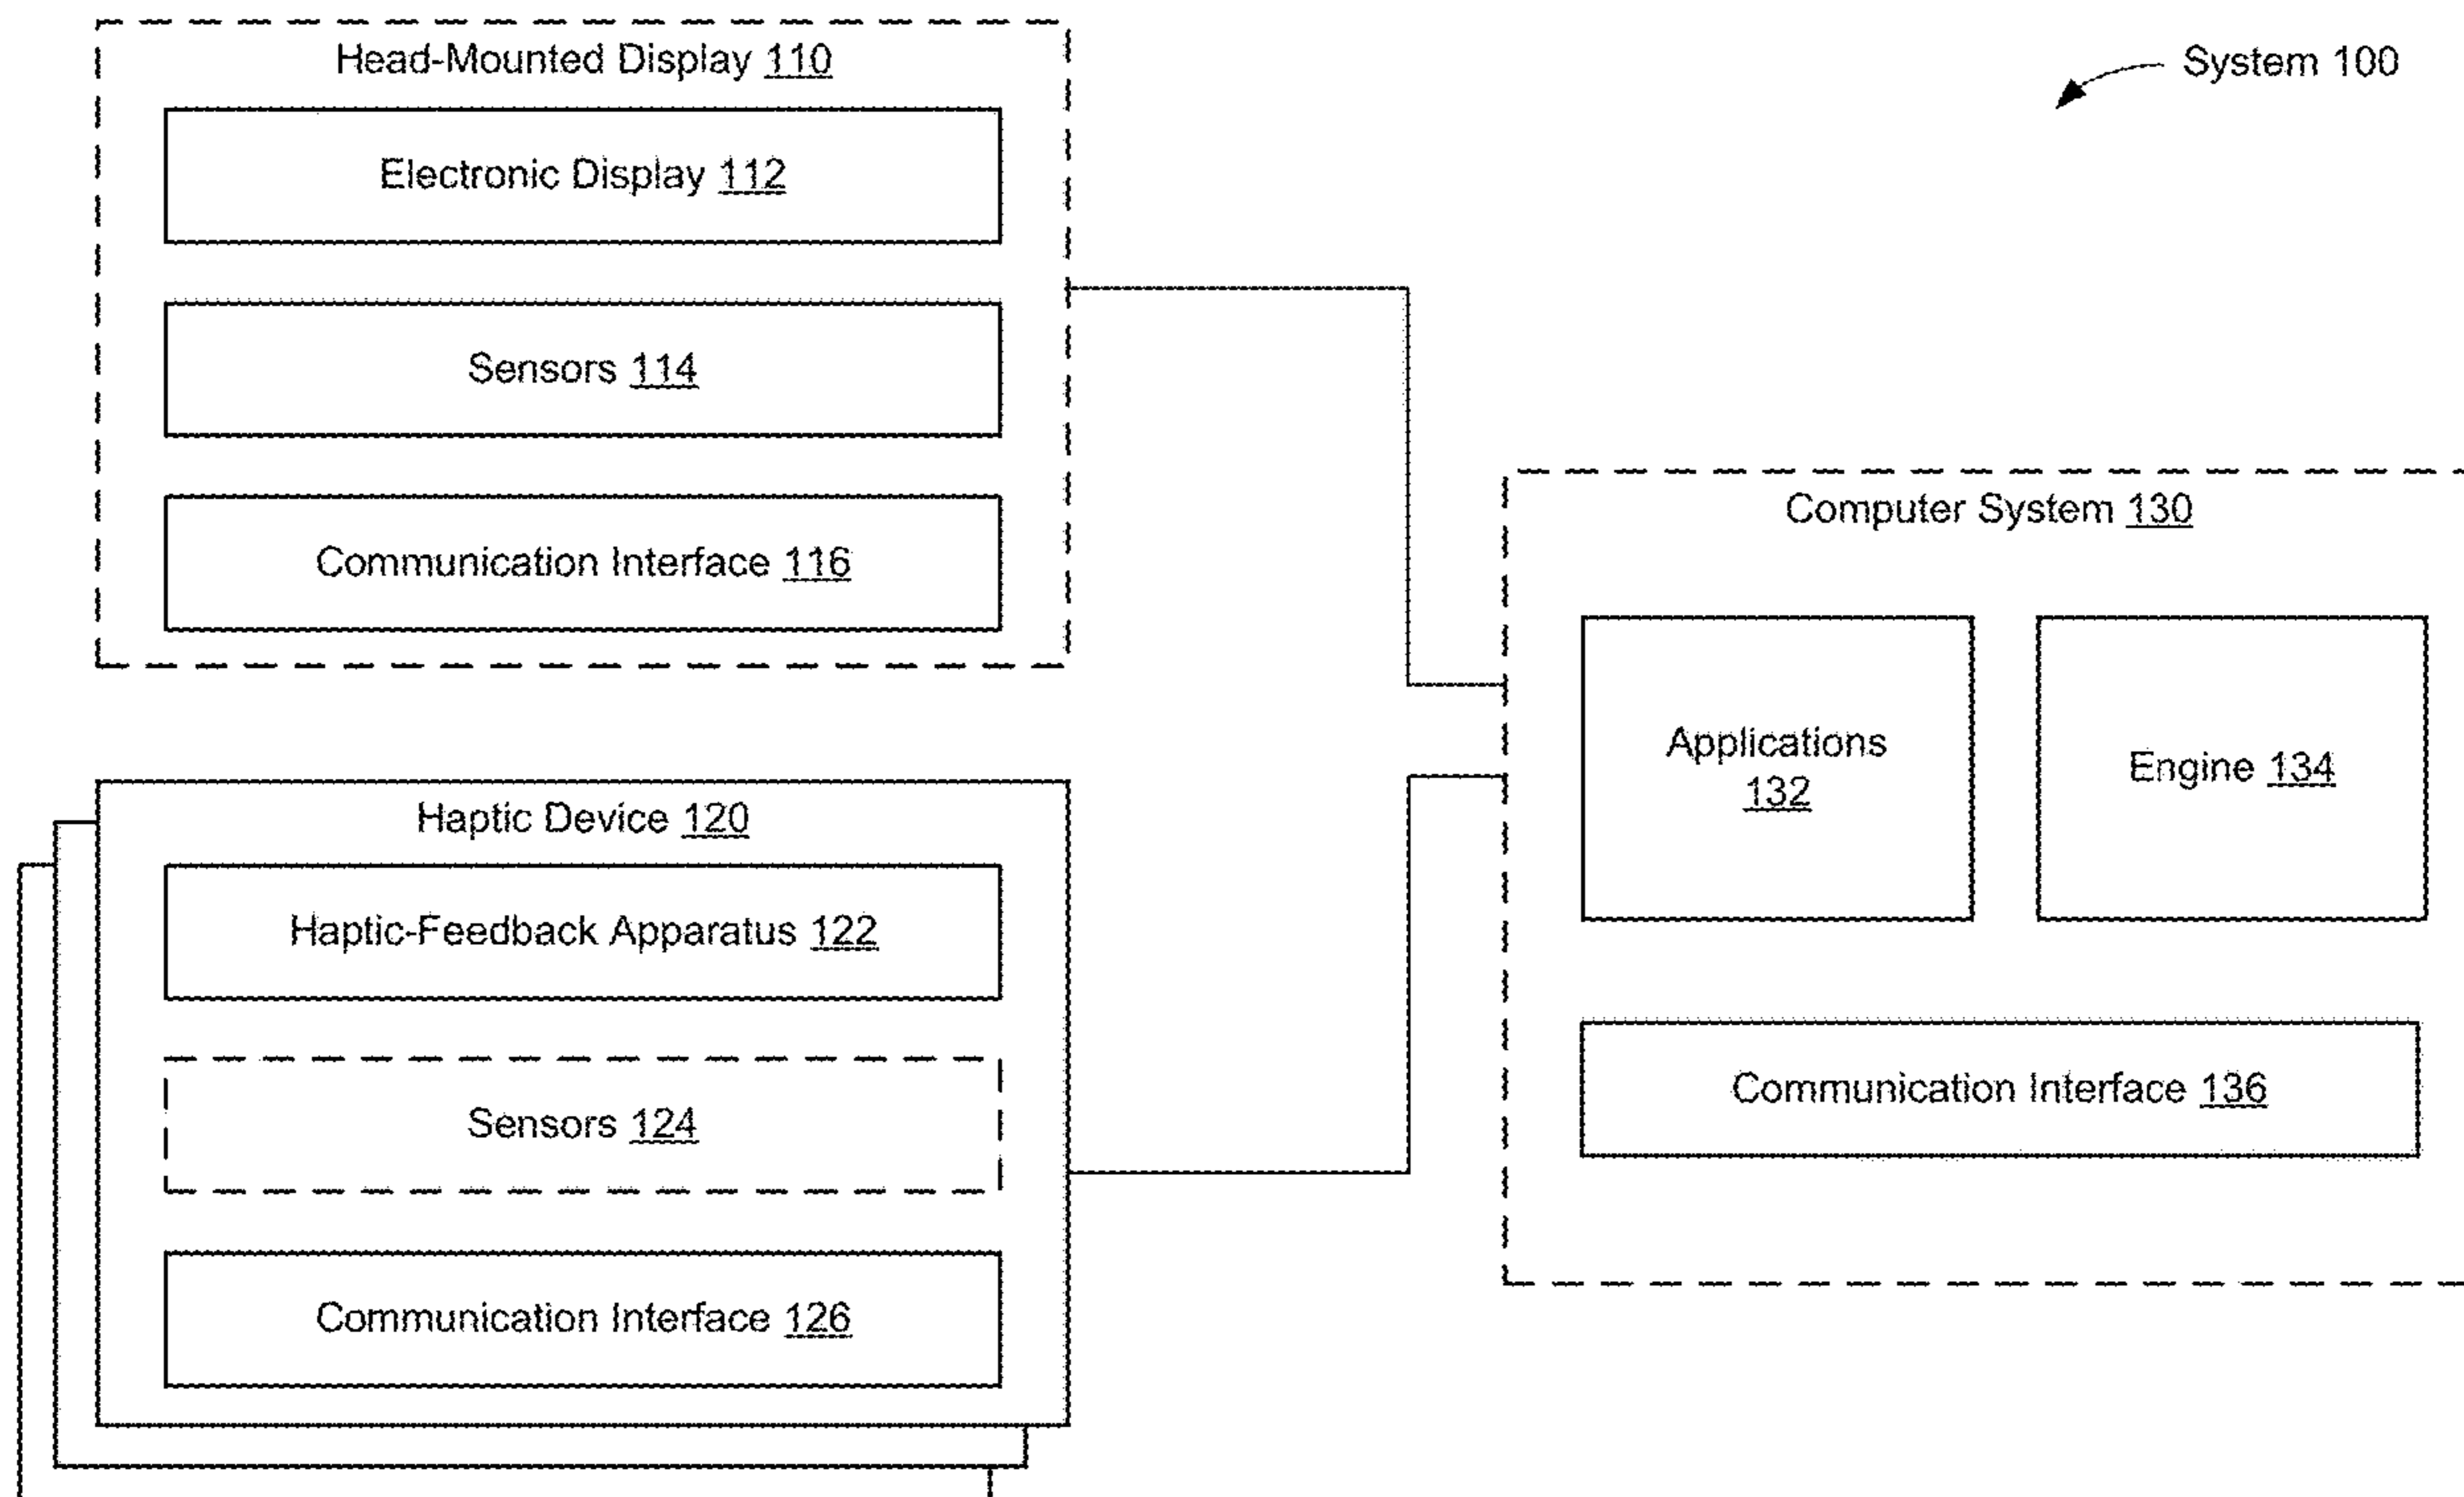 System 100
Head-Mounted Display 110
Electronic Display 112
Sensors 114
Communication Interface 116
Haptic Device 120
Haptic-Feedback Apparatus 122
Sensors 124
Communication Interface 126
Computer System 130
Applications
132
Engine 134
Communication Interface 136